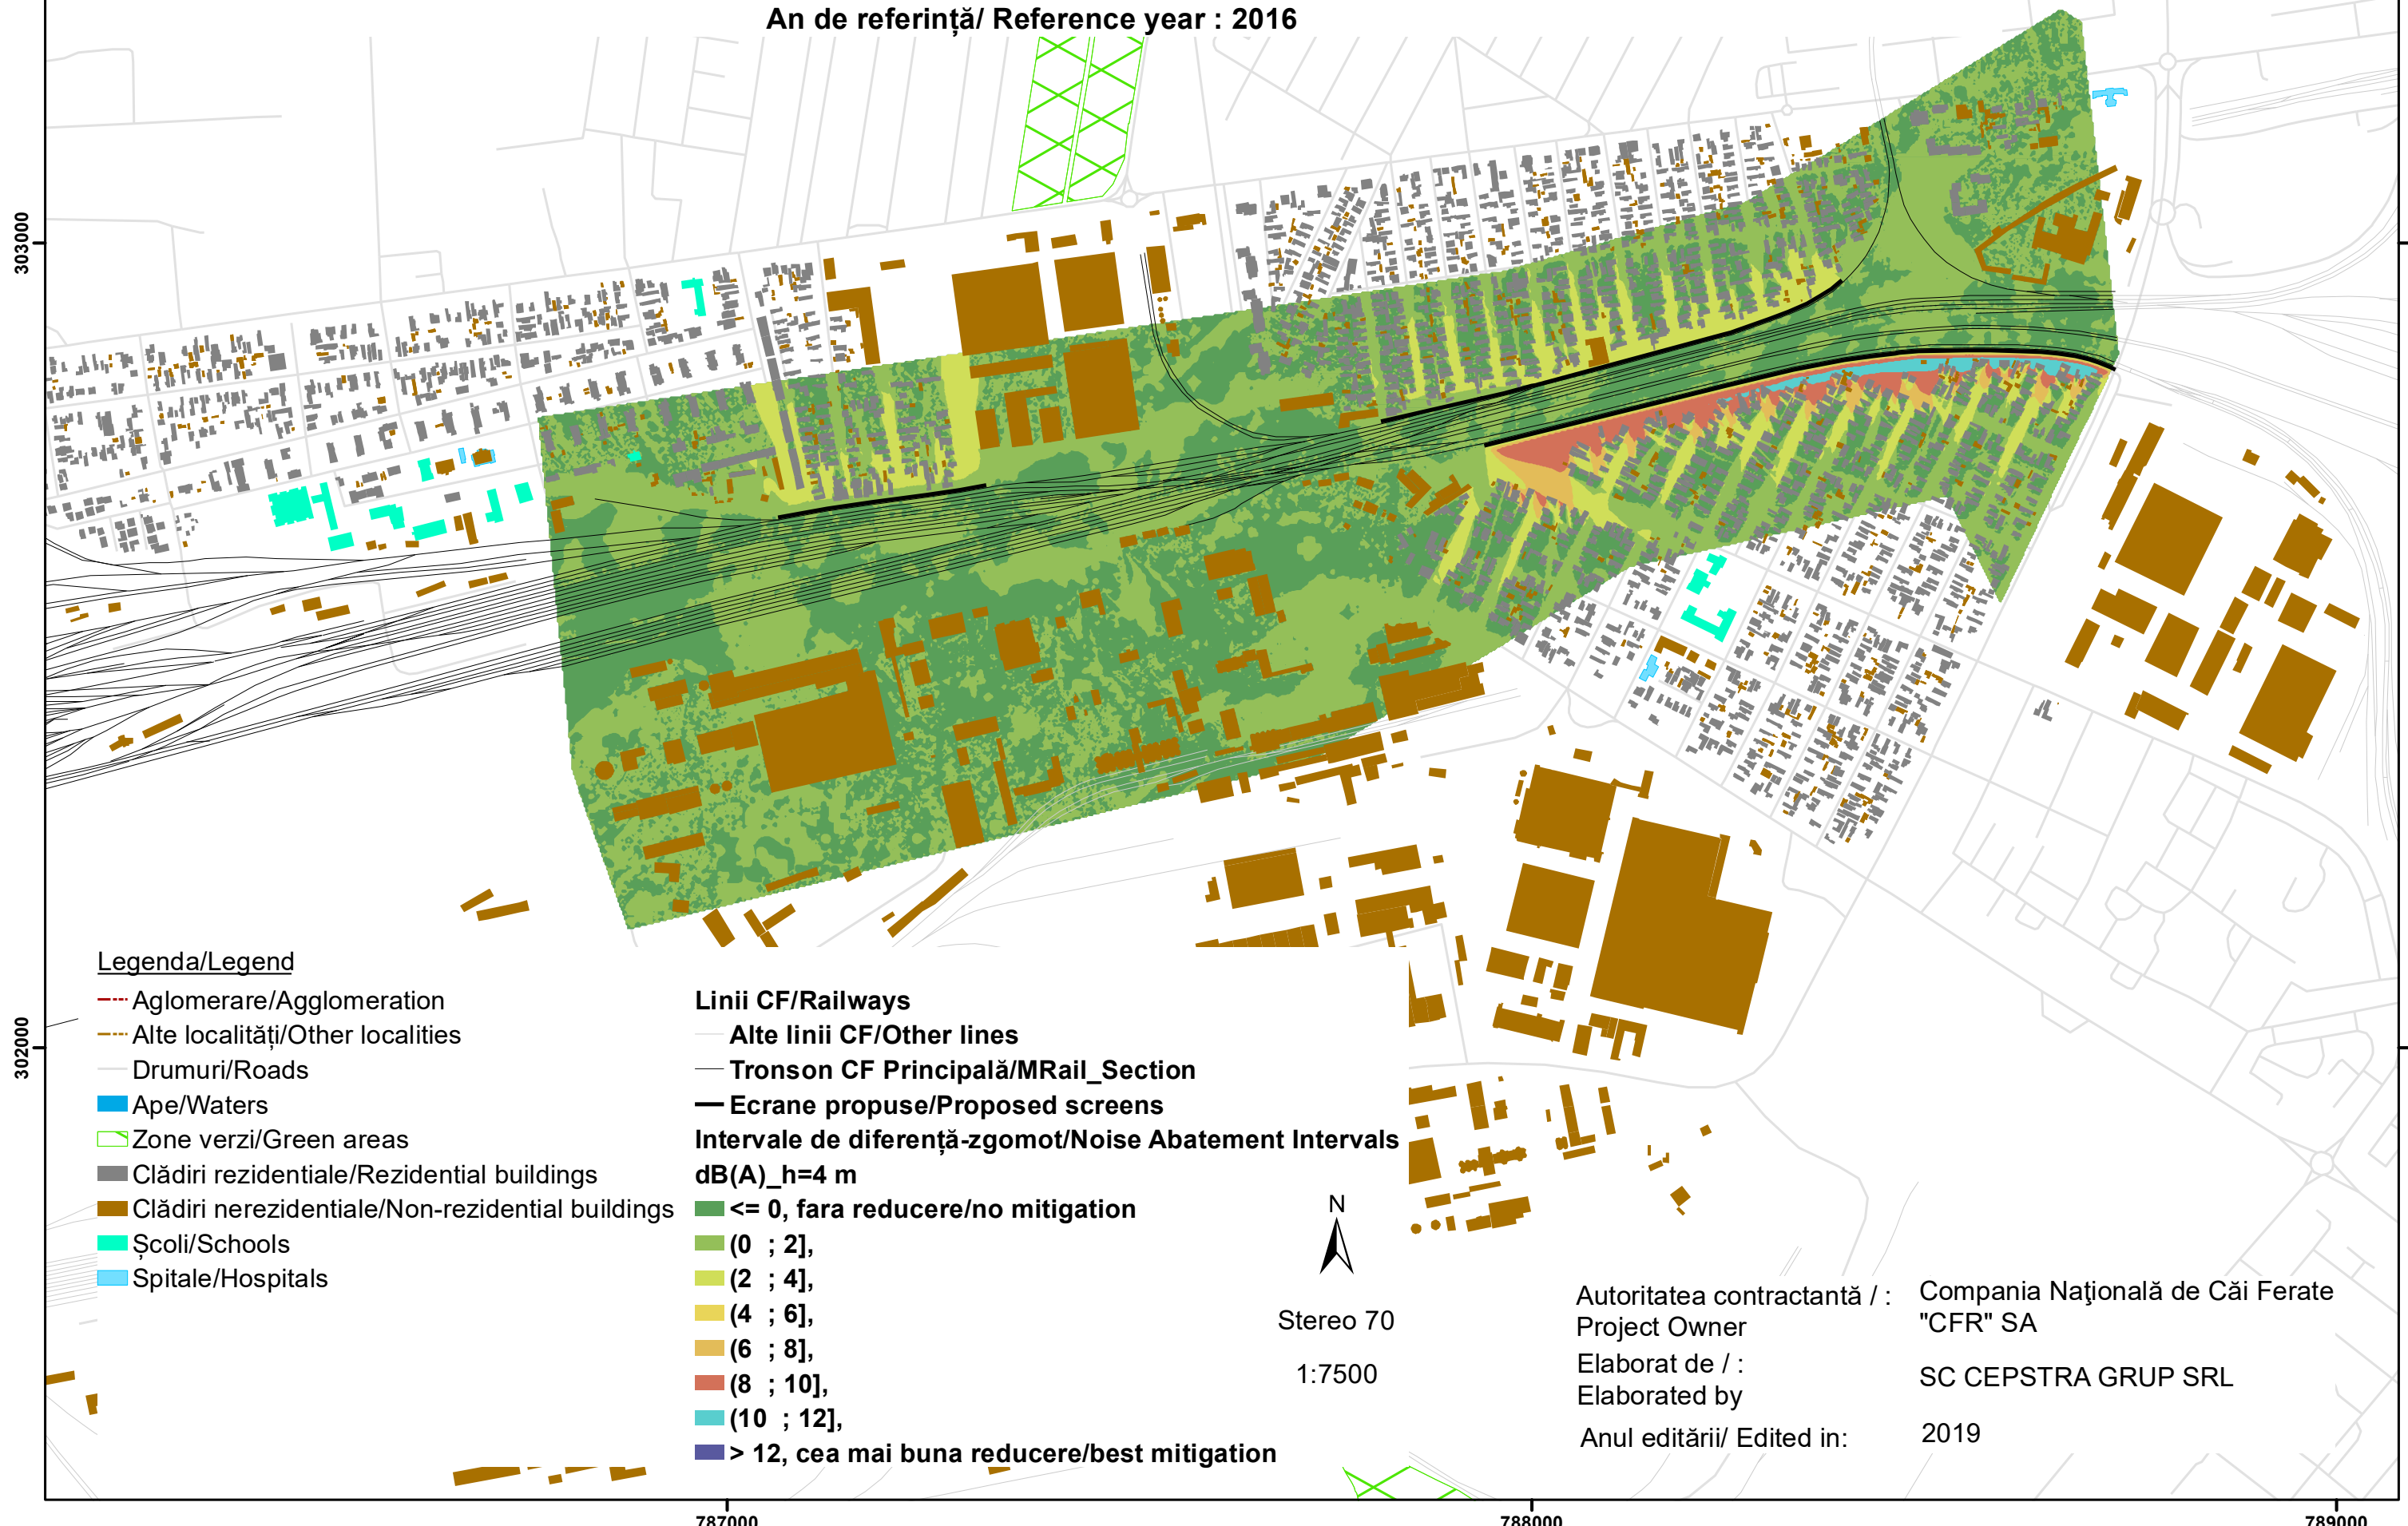 An de referință/ Reference year : 2016
303000
302000
Legenda/Legend
Aglomerare/Agglomeration
Alte localități/Other localities
Drumuri/Roads
Ape/Waters
Zone verzi/Green areas
Clădiri rezidentiale/Rezidential buildings
Clădiri nerezidentiale/Non-rezidential buildings
Școli/Schools
Spitale/Hospitals
Linii CF/Railways
Alte linii CF/Other lines
Tronson CF Principală/MRail_Section
Ecrane propuse/Proposed screens
Intervale de diferență-zgomot/Noise Abatement Intervals
dB(A)_h=4 m
<= 0, fara reducere/no mitigation
(0 ; 2],
(2 ; 4],
(4 ; 6],
(6 ; 8],
(8 ; 10],
(10 ; 12],
> 12, cea mai buna reducere/best mitigation
N
Stereo 70
1:7500
Autoritatea contractantă / :
Project Owner
Compania Naţională de Căi Ferate
"CFR" SA
Elaborat de / :
Elaborated by
SC CEPSTRA GRUP SRL
Anul editării/ Edited in:
2019
787000
788000
789000